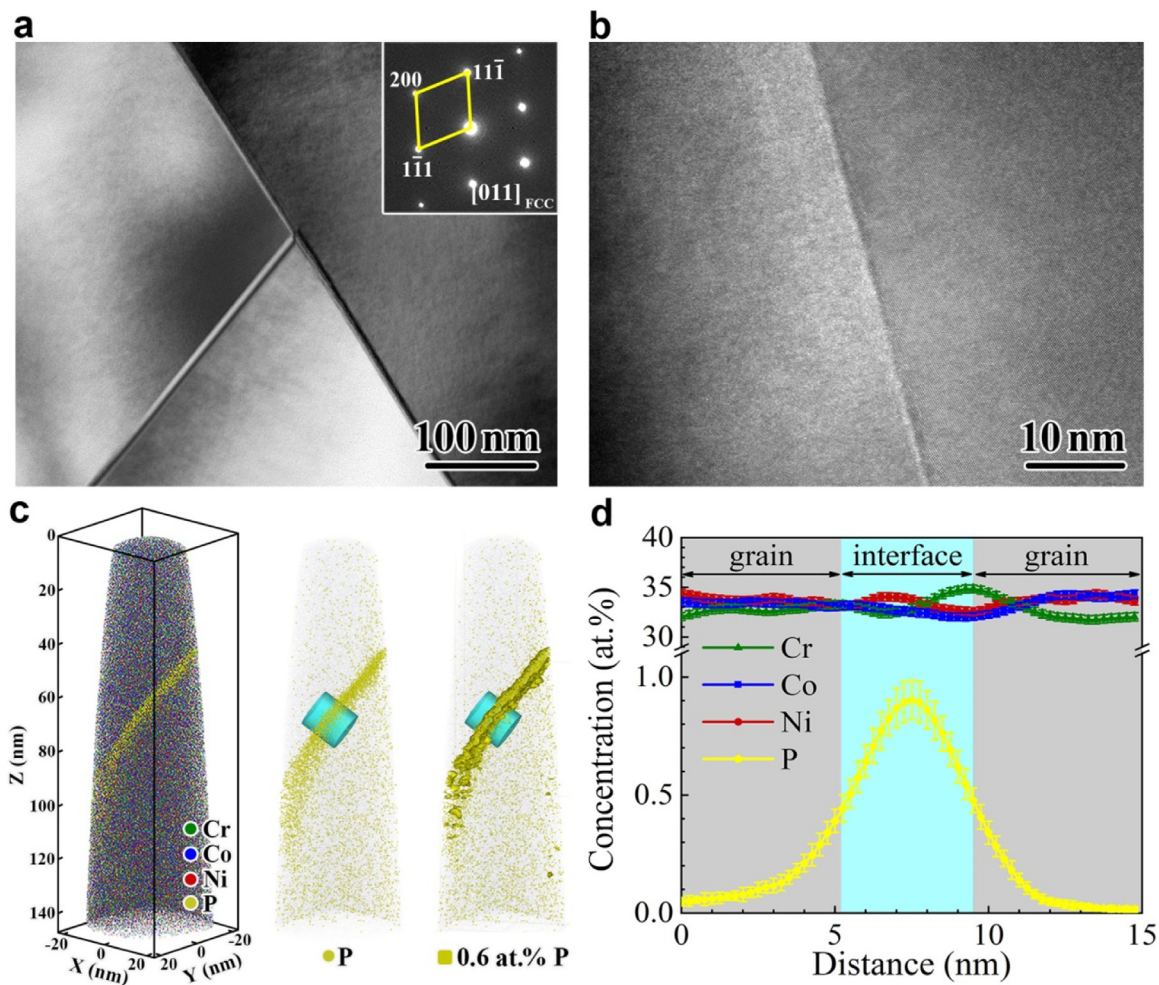 a
200
111̅
11̅1
[011] FCC
100 nm
b
10 nm
c
0
20
40
60
80
100
120
140
Z (nm)
Cr
Co
Ni
P
-20
0
20
X (nm)
20
0
-20
Y (nm)
P
0.6 at.% P
d
40
35
30
1.0
0.5
0.0
Concentration (at.%)
grain
interface
grain
Cr
Co
Ni
P
0
5
10
15
Distance (nm)